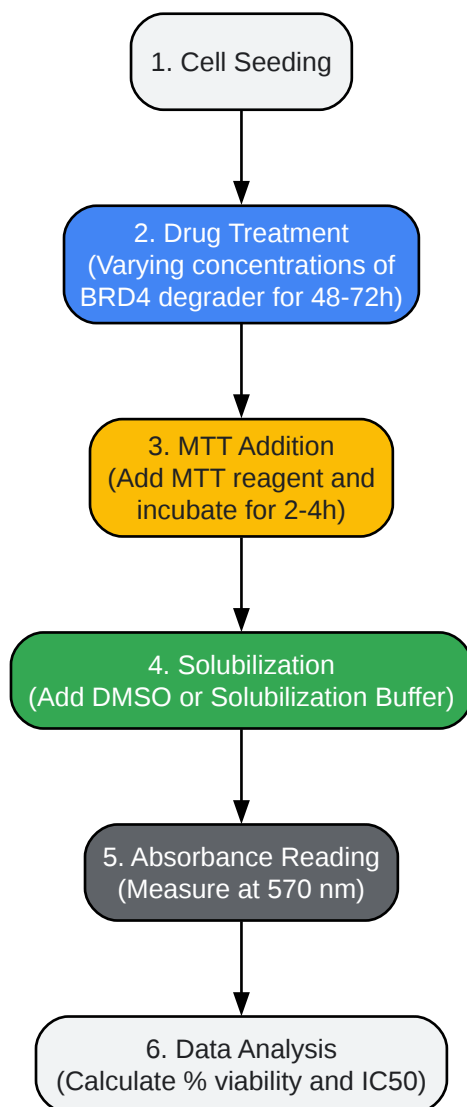 1. Cell Seeding
2. Drug Treatment
(Varying concentrations of
BRD4 degrader for 48-72h)
3. MTT Addition
(Add MTT reagent and
incubate for 2-4h)
4. Solubilization
(Add DMSO or Solubilization Buffer)
5. Absorbance Reading
(Measure at 570 nm)
6. Data Analysis
(Calculate % viability and IC50)